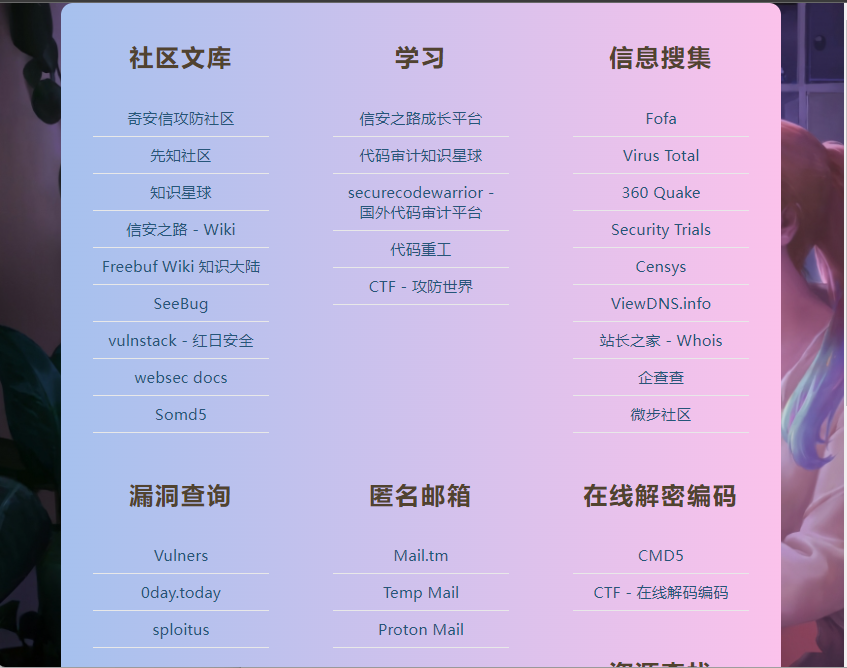 社区文库
奇安信攻防社区
先知社区
知识星球
信安之路 - Wiki
Freebuf Wiki 知识大陆
SeeBug
vulnstack - 红日安全
websec docs
Somd5
学习
信安之路成长平台
代码审计知识星球
securecodewarrior -
国外代码审计平台
代码重工
CTF - 攻防世界
信息搜集
Fofa
Virus Total
360 Quake
Security Trials
Censys
ViewDNS.info
站长之家 - Whois
企查查
微步社区
漏洞查询
Vulners
0day.today
sploitus
匿名邮箱
Mail.tm
Temp Mail
Proton Mail
在线解密编码
CMD5
CTF - 在线解码编码